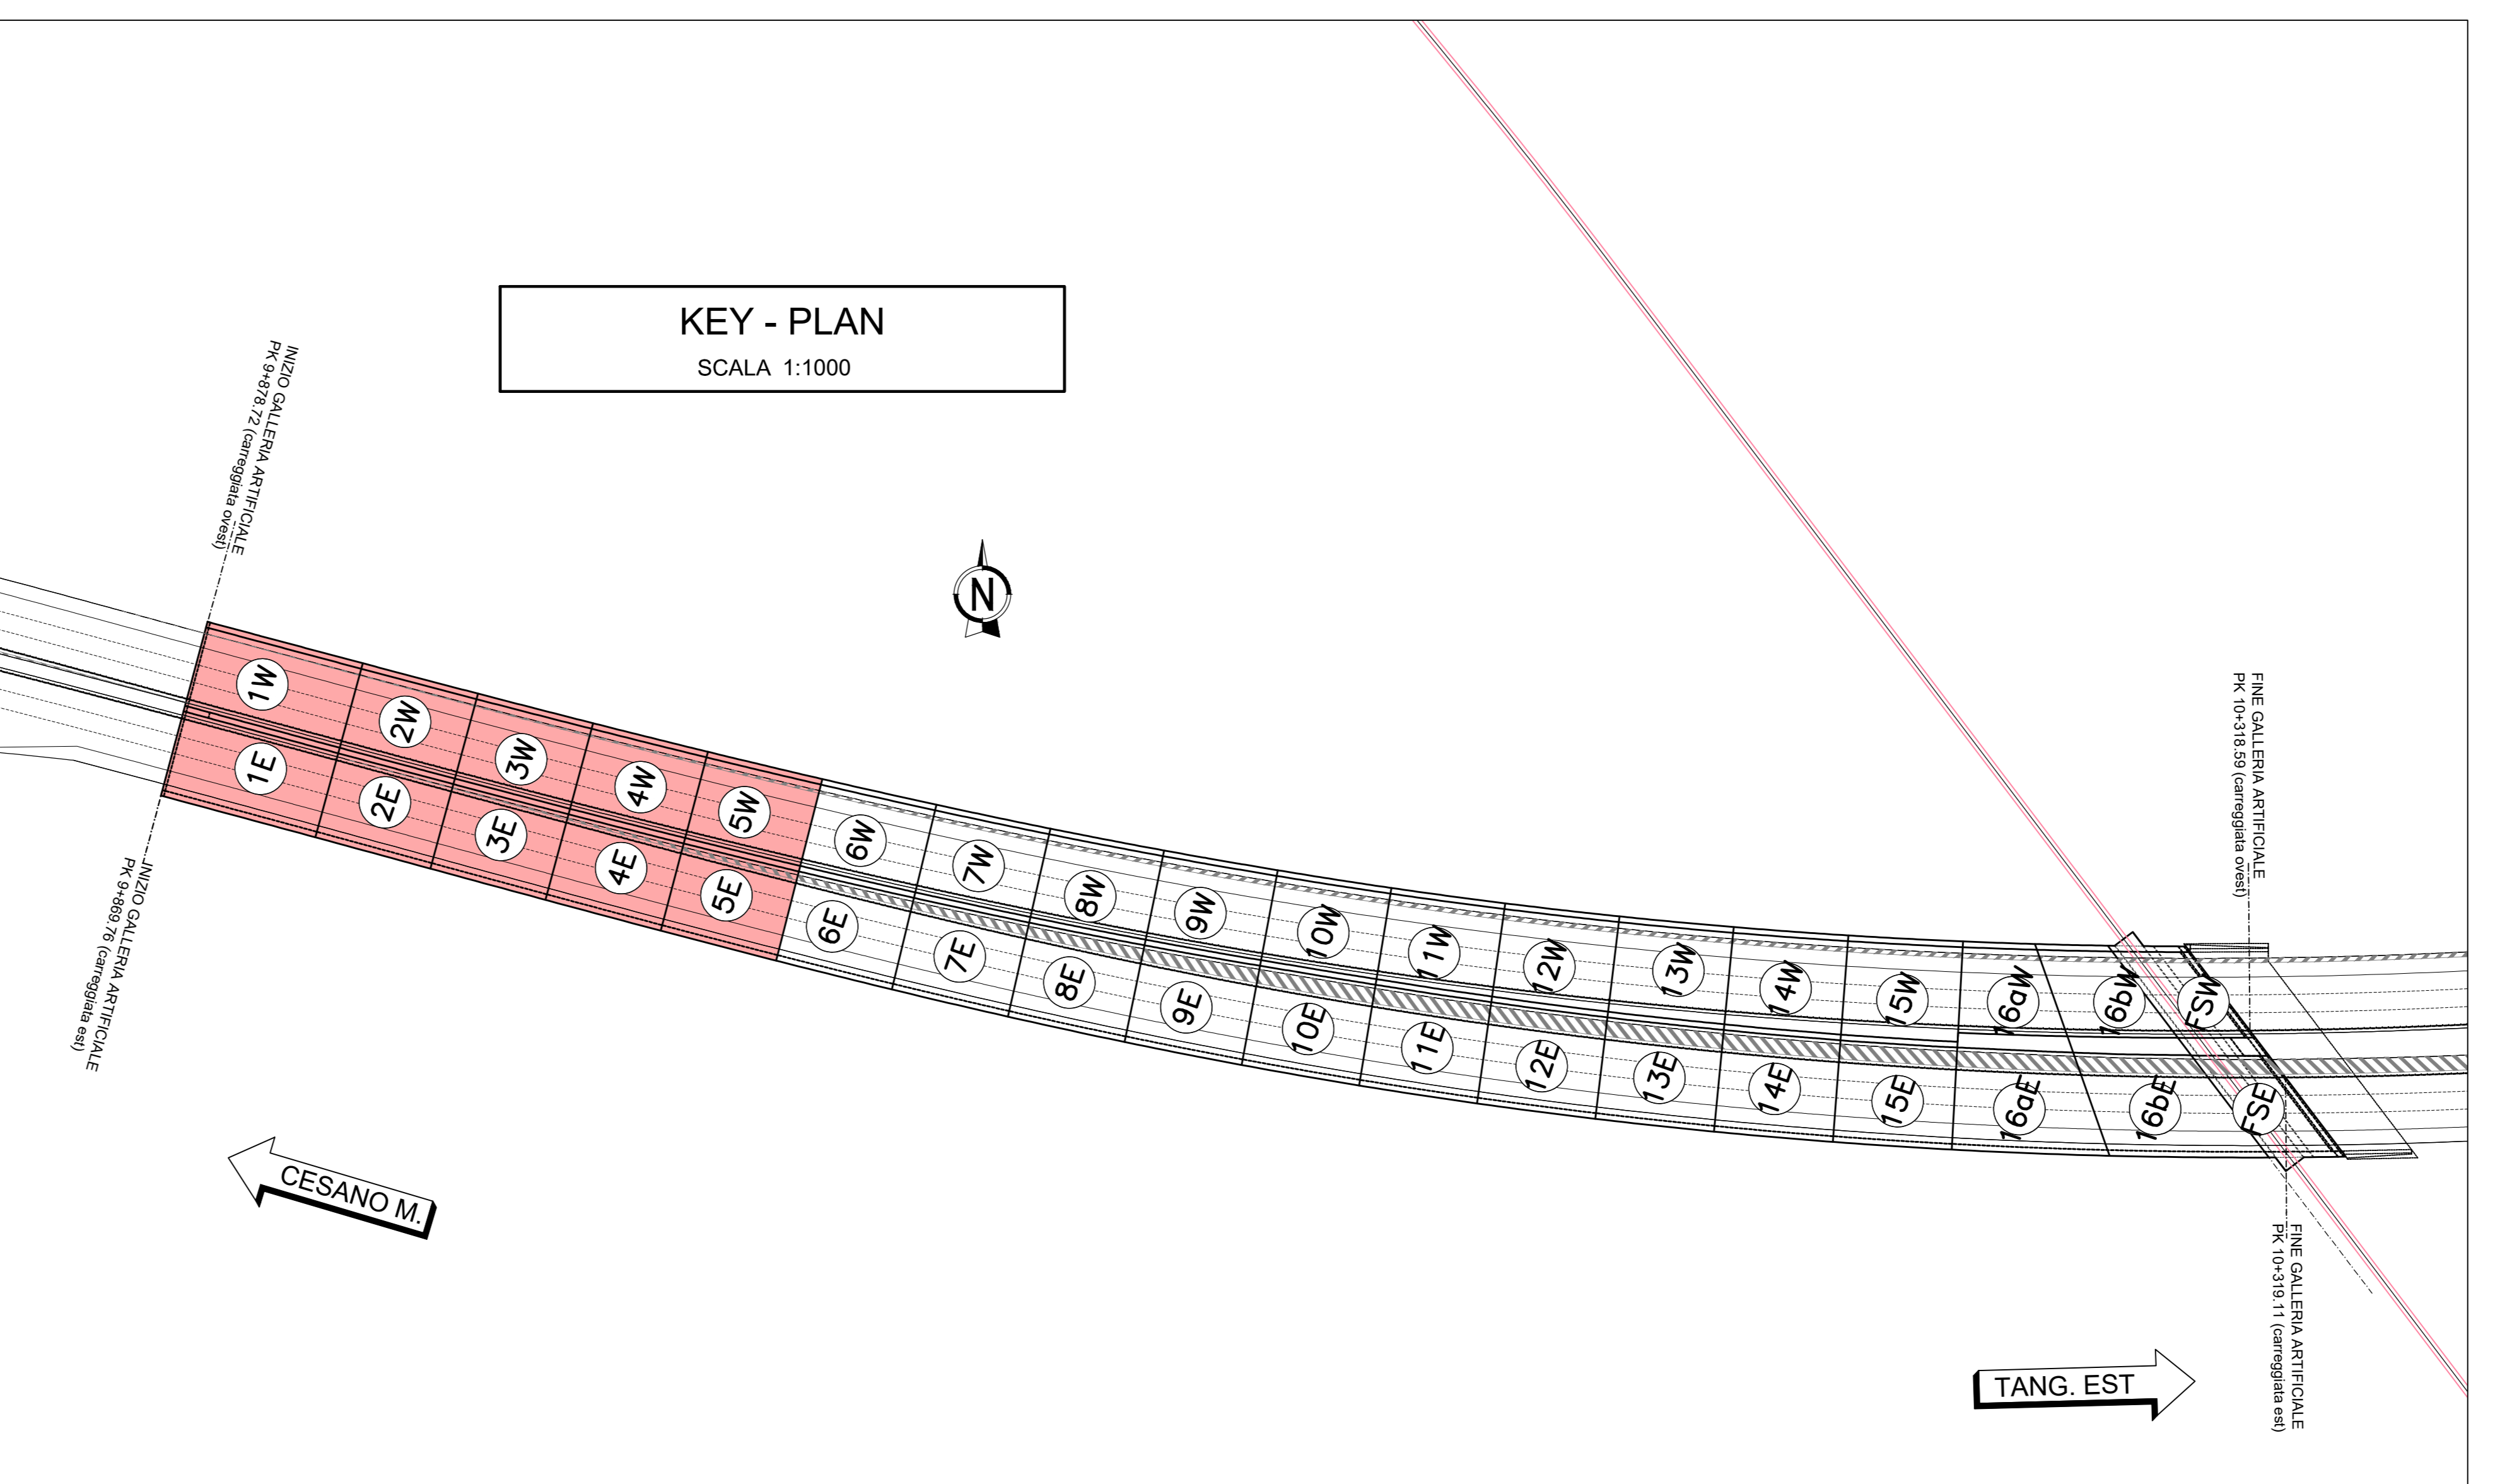 KEY - PLAN
SCALA 1:1000
INIZIO GALLERIA ARTIFICIALE
PK 9+878.72 (carreggiata ovest)
N
FINE GALLERIA ARTIFICIALE
PK 10+318.59 (carreggiata ovest)
1W
2W
3W
4W
5W
6W
7W
8W
9W
10W
11W
12W
13W
14W
15W
16aW
16bW
FSW
1E
2E
3E
4E
5E
6E
7E
8E
9E
10E
11E
12E
13E
14E
15E
16aE
16bE
FSE
INIZIO GALLERIA ARTIFICIALE
PK 9+869.76 (carreggiata est)
CESANO M.
FINE GALLERIA ARTIFICIALE
PK 10+319.11 (carreggiata est)
TANG. EST